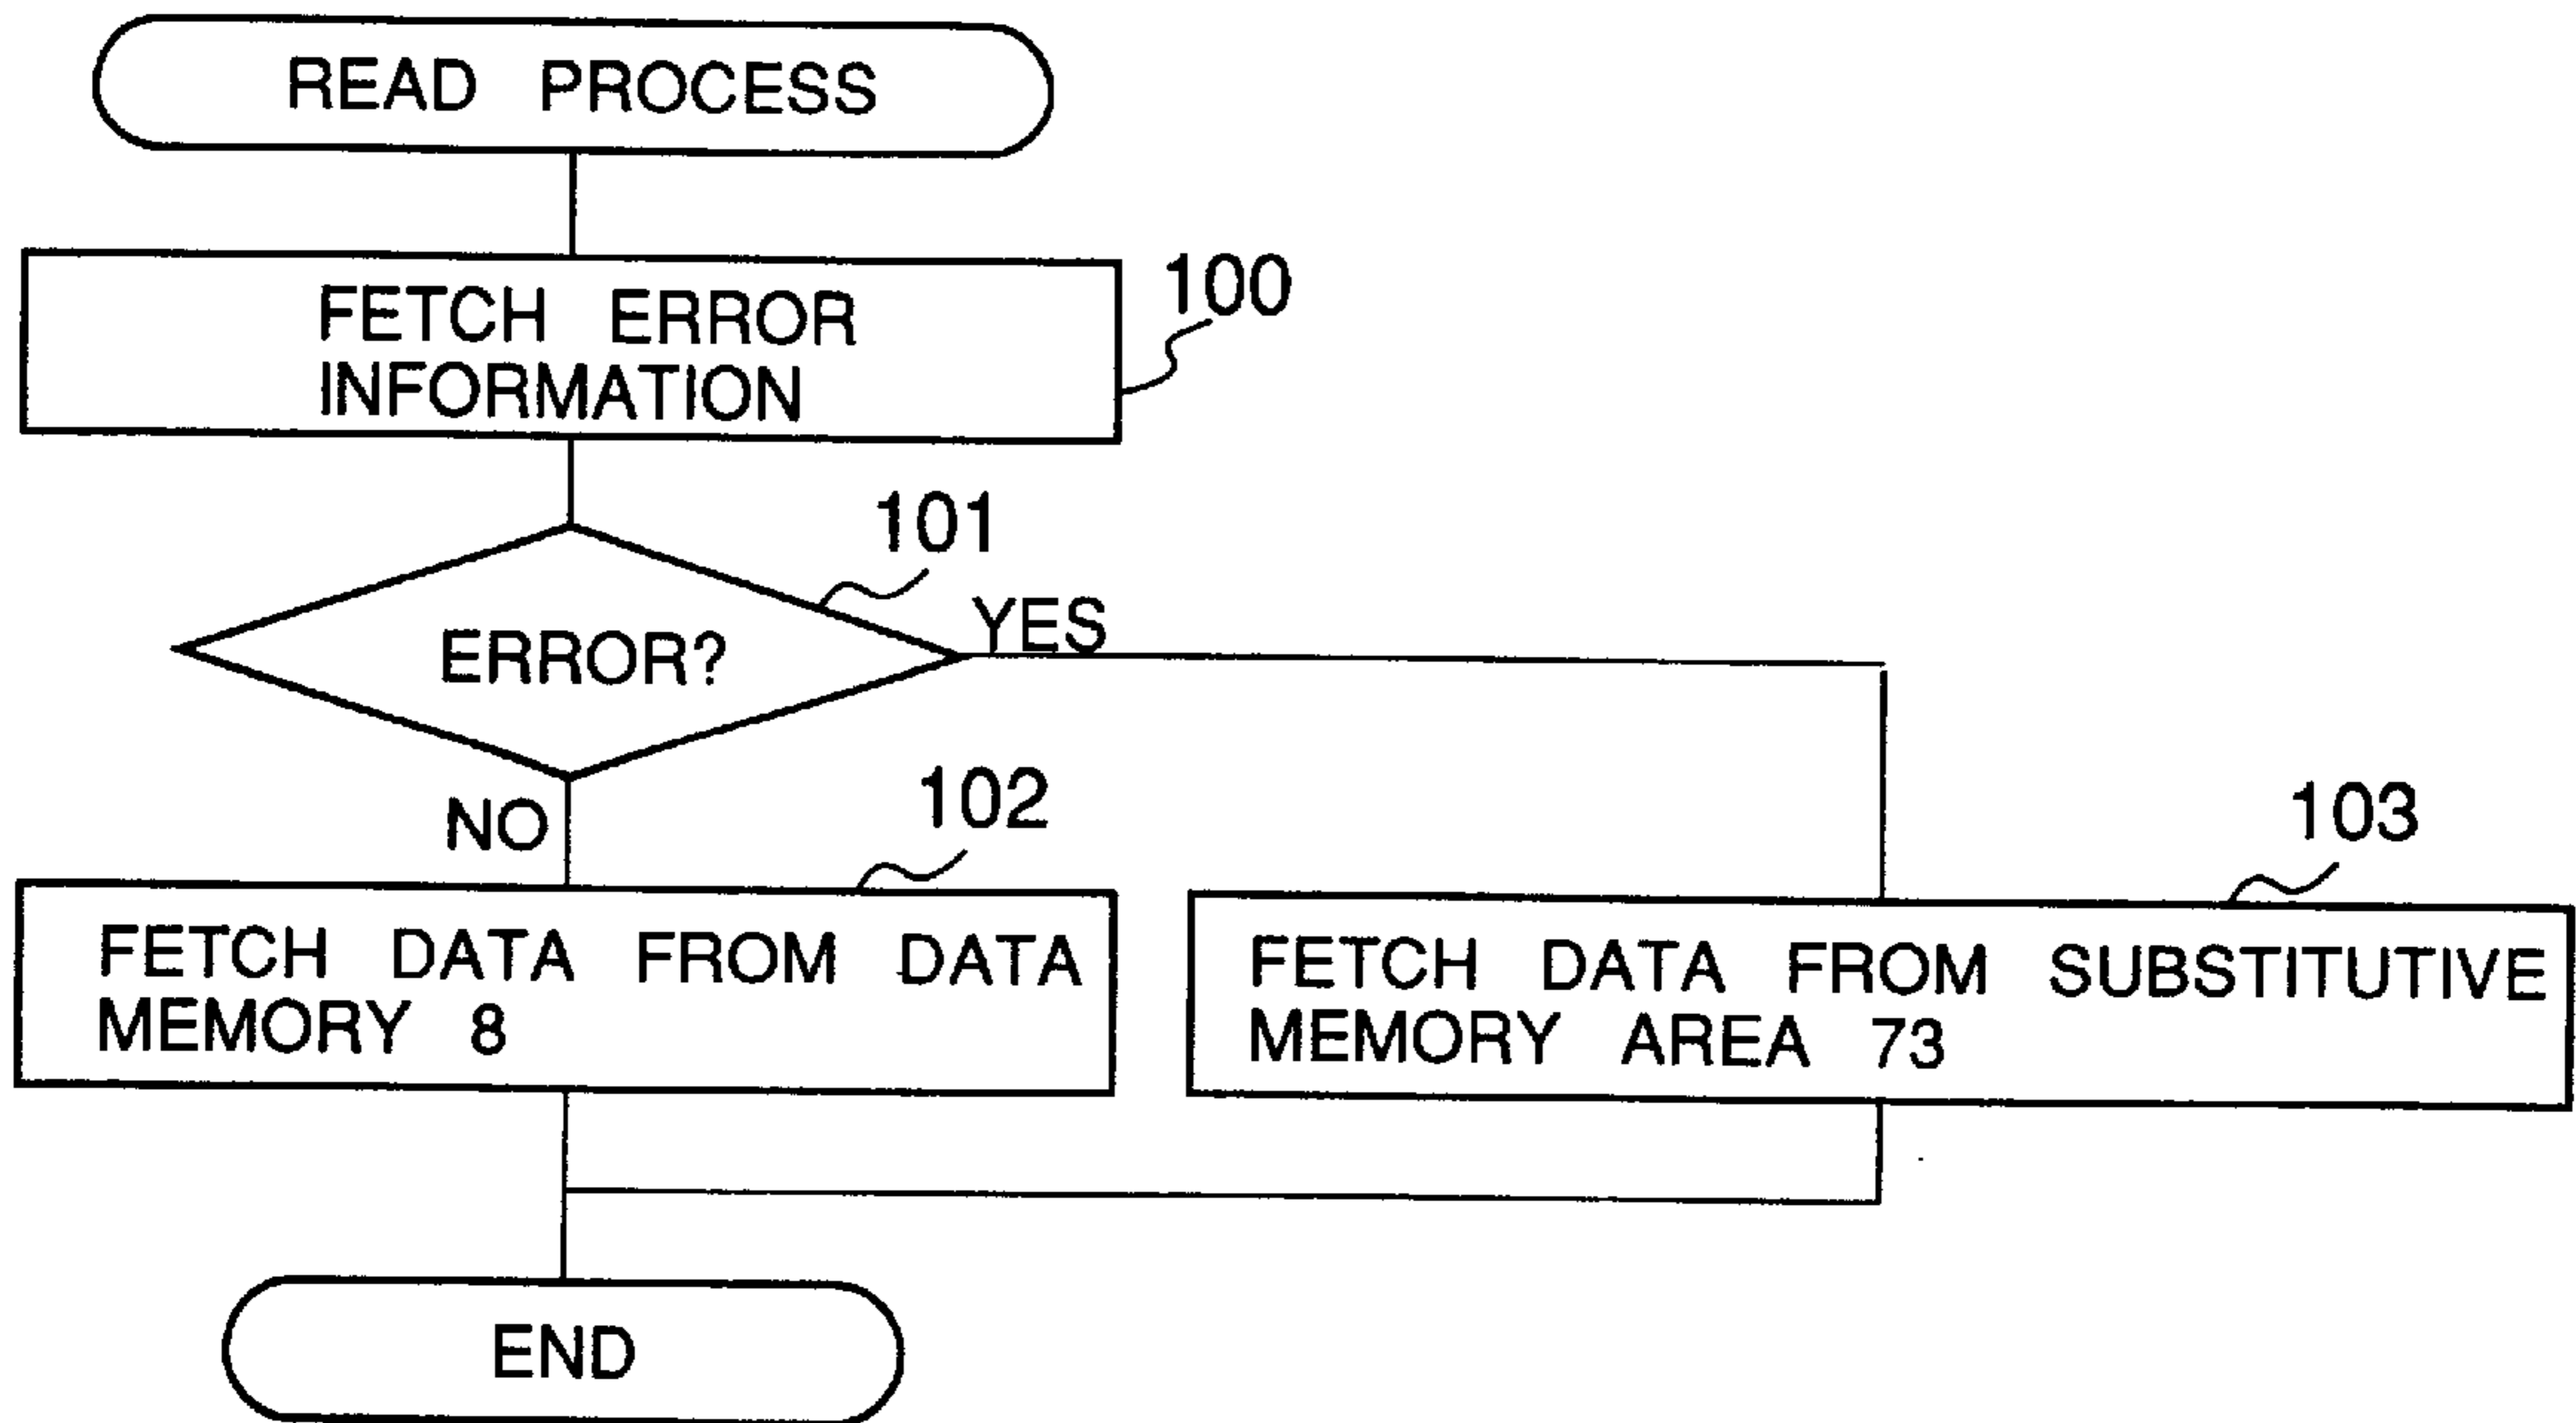 READ PROCESS
FETCH ERROR
INFORMATION
100
101
ERROR?
YES
NO
102
FETCH DATA FROM DATA
MEMORY 8
103
FETCH DATA FROM SUBSTITUTIVE
MEMORY AREA 73
END